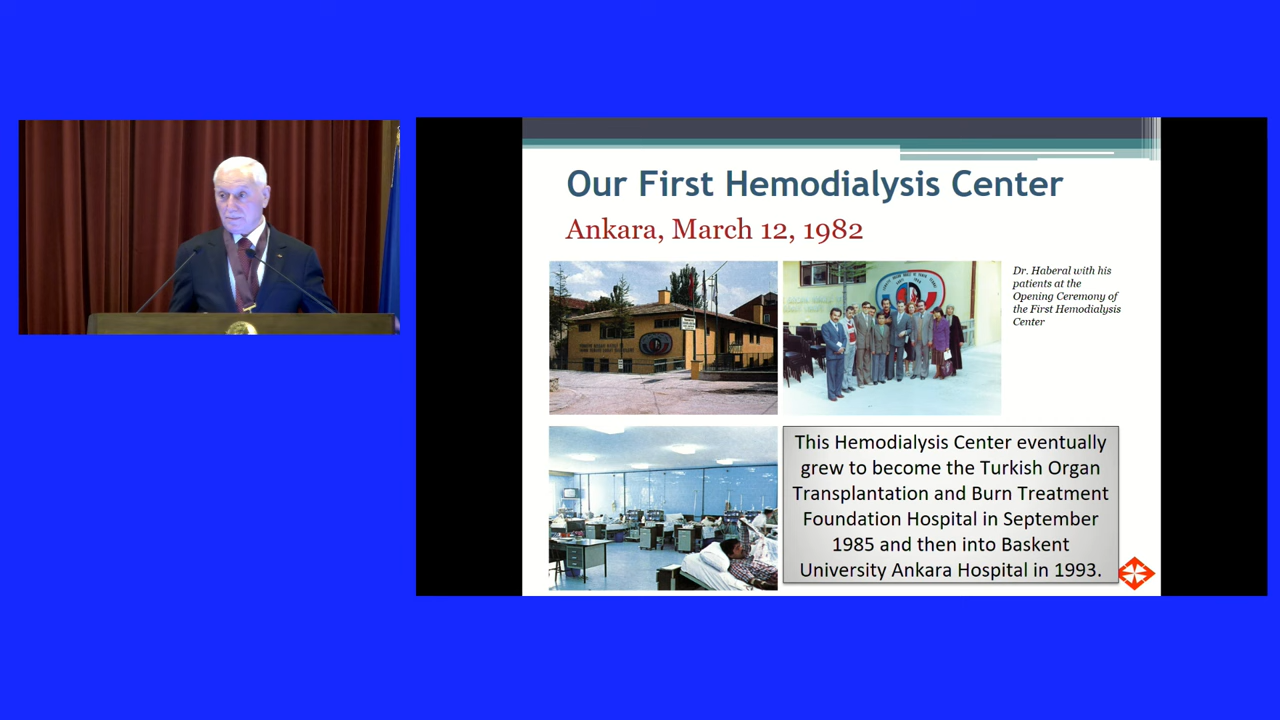 Our First Hemodialysis Center
Ankara, March 12, 1982
Dr. Haberal with his
patients at the
Opening Ceremony of
the First Hemodialysis
Center
This Hemodialysis Center eventually
grew to become the Turkish Organ
Transplantation and Burn Treatment
Foundation Hospital in September
1985 and then into Baskent
University Ankara Hospital in 1993.